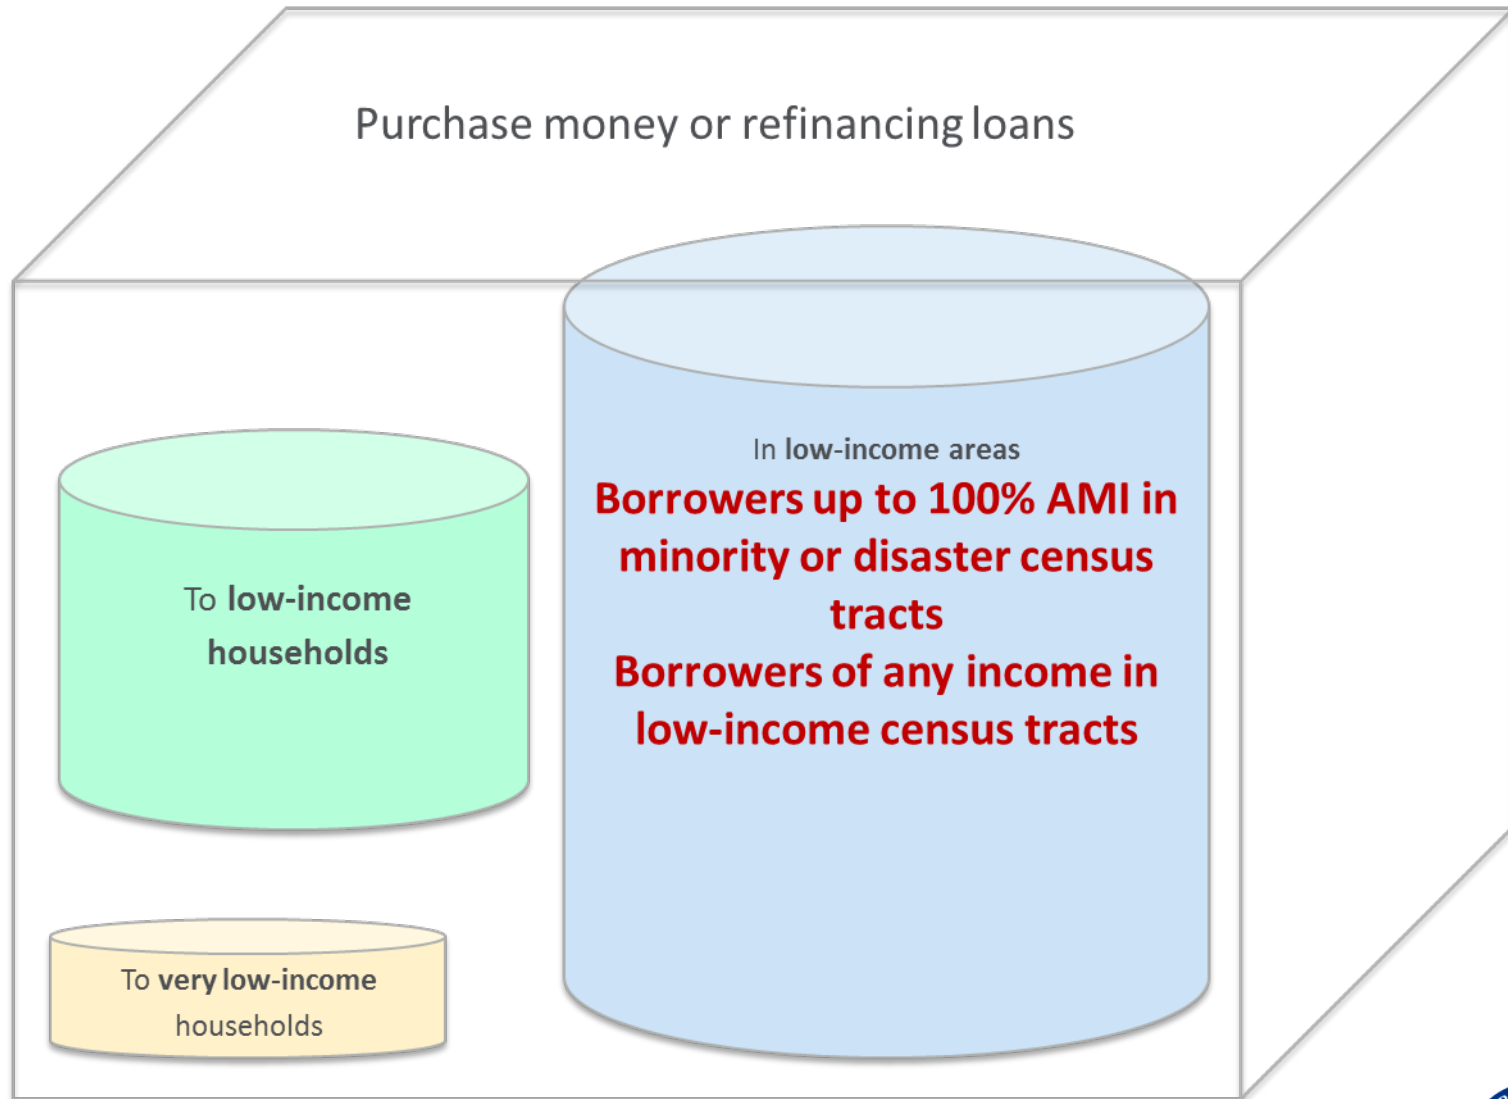 Purchase money or refinancing loans
In low-income areas
Borrowers up to 100% AMI in
minority or disaster census
tracts
Borrowers of any income in
low-income census tracts
To low-income
households
To very low-income
households